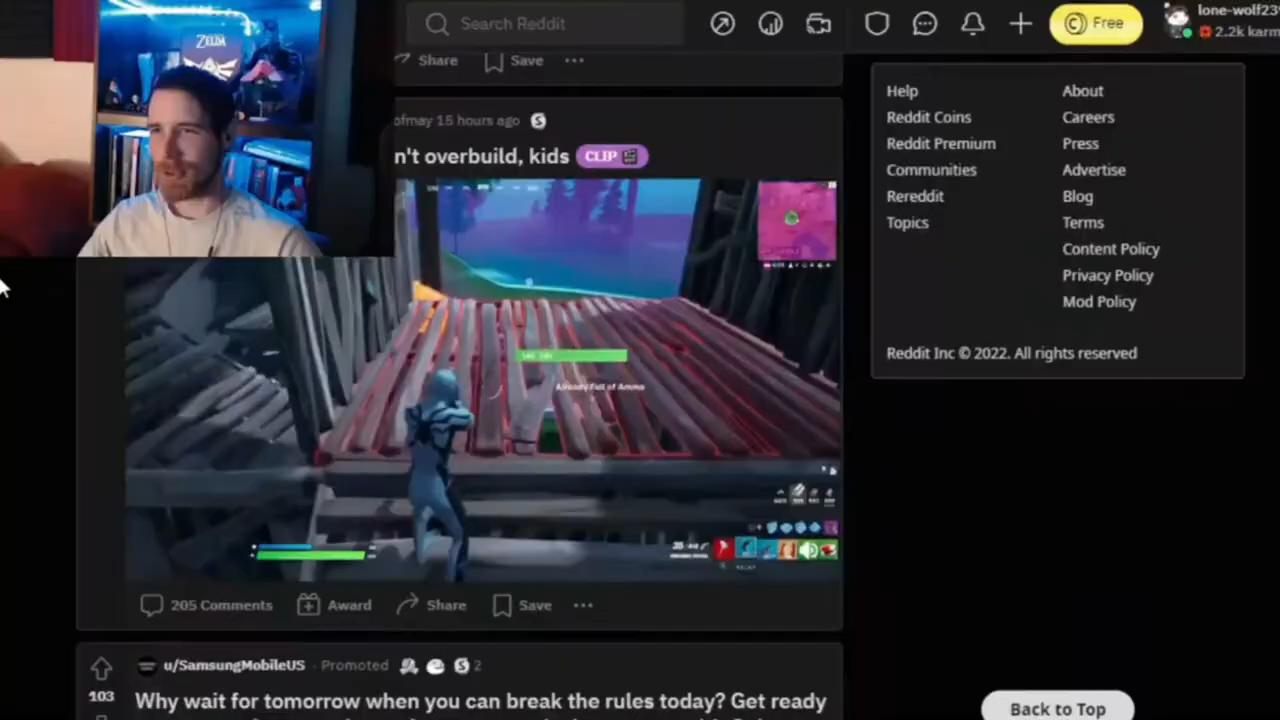 ZELDA
Search Reddit
Free
lone-wolf23
2.2k karm
Share
Save
ofmay 15 hours ago
n't overbuild, kids
CLIP
Already Full of Ammo
205 Comments
Award
Share
Save
u/SamsungMobileUS · Promoted
2
103
Why wait for tomorrow when you can break the rules today? Get ready
Help
Reddit Coins
Reddit Premium
Communities
Rereddit
Topics
About
Careers
Press
Advertise
Blog
Terms
Content Policy
Privacy Policy
Mod Policy
Reddit Inc © 2022. All rights reserved
Back to Top